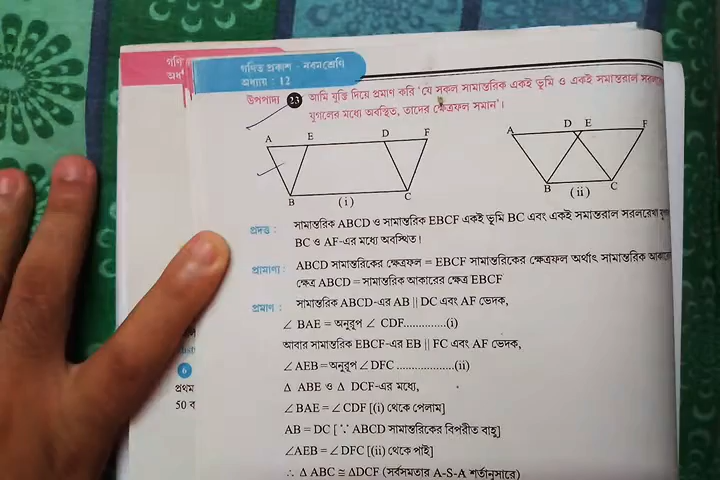 গণি
গণিত প্রকাশ - নবমশ্রেণি
অধ্যায় : 12
উপপাদ্য 23 আমি যুক্তি দিয়ে প্রমাণ করি ‘যে সকল সামান্তরিক একই ভূমি ও একই সমান্তরাল সরলরেখা
যুগলের মধ্যে অবস্থিত, তাদের ক্ষেত্রফল সমান’।
A E D F
B (i) C
A D E F
B (ii) C
প্রদত্ত : সামান্তরিক ABCD ও সামান্তরিক EBCF একই ভূমি BC এবং একই সমান্তরাল সরলরেখা
BC ও AF-এর মধ্যে অবস্থিত।
প্রামাণ্য : ABCD সামান্তরিকের ক্ষেত্রফল = EBCF সামান্তরিকের ক্ষেত্রফল অর্থাৎ সামান্তরিক
ক্ষেত্র ABCD = সামান্তরিক আকারের ক্ষেত্র EBCF
প্রমাণ : সামান্তরিক ABCD-এর AB || DC এবং AF ভেদক,
∠ BAE = অনুরূপ ∠ CDF..............(i)
আবার সামান্তরিক EBCF-এর EB || FC এবং AF ভেদক,
∠ AEB = অনুরূপ ∠ DFC ...................(ii)
Δ ABE ও Δ DCF-এর মধ্যে,
∠ BAE = ∠ CDF [(i) থেকে পেলাম]
AB = DC [ ∵ ABCD সামান্তরিকের বিপরীত বাহু]
∠AEB = ∠ DFC [(ii) থেকে পাই]
∴ Δ ABC ≅ ΔDCF (সর্বসমতার A-S-A শর্তানুসারে)
6
প্রথম
50 ব